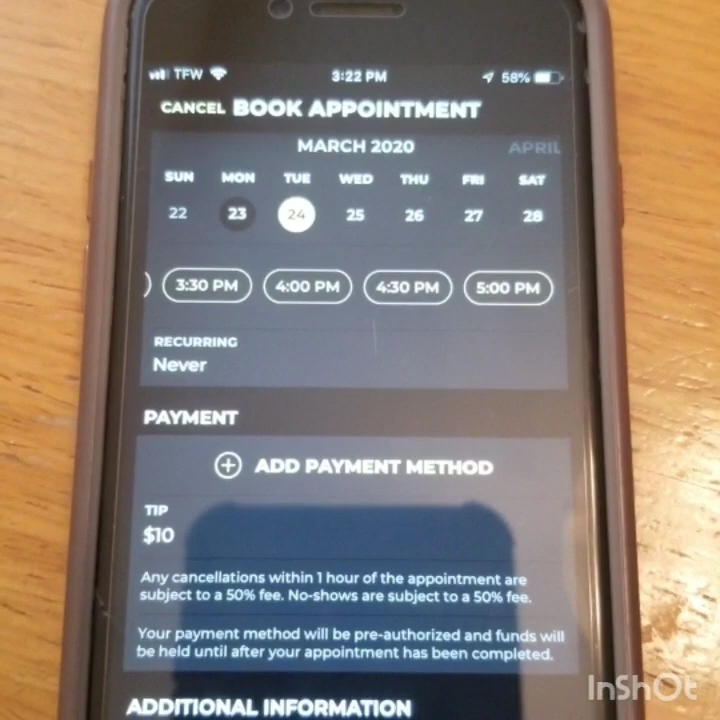 TFW 3:22 PM 58%
CANCEL BOOK APPOINTMENT
MARCH 2020 APRIL
SUN MON TUE WED THU FRI SAT
22 23 24 25 26 27 28
3:30 PM 4:00 PM 4:30 PM 5:00 PM
RECURRING
Never
PAYMENT
ADD PAYMENT METHOD
TIP
$10
Any cancellations within 1 hour of the appointment are
subject to a 50% fee. No-shows are subject to a 50% fee.
Your payment method will be pre-authorized and funds will
be held until after your appointment has been completed.
ADDITIONAL INFORMATION
InShOt